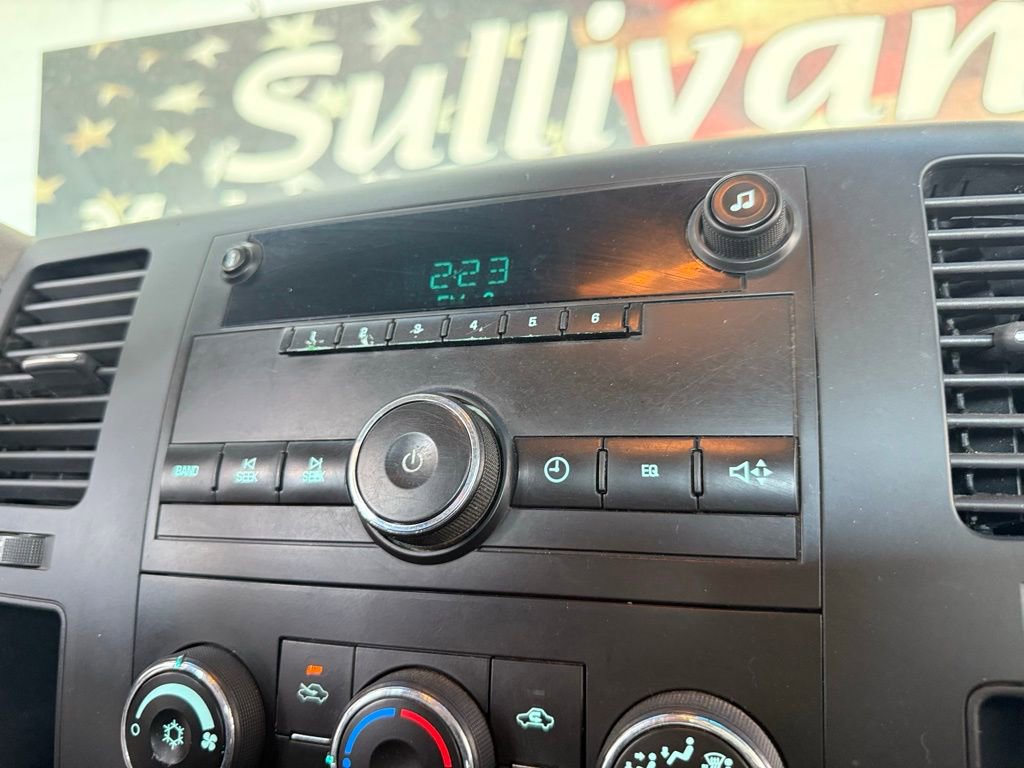 Sullivan
2:23
1 2 3 4 5 6
BAND SEEK SEEK EQ